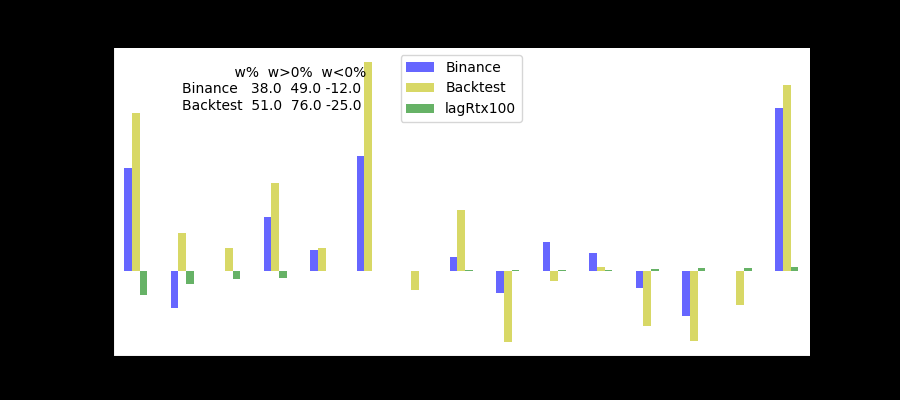 w% w>0% w<0%
Binance 38.0 49.0 -12.0
Backtest 51.0 76.0 -25.0
Binance
Backtest
lagRtx100